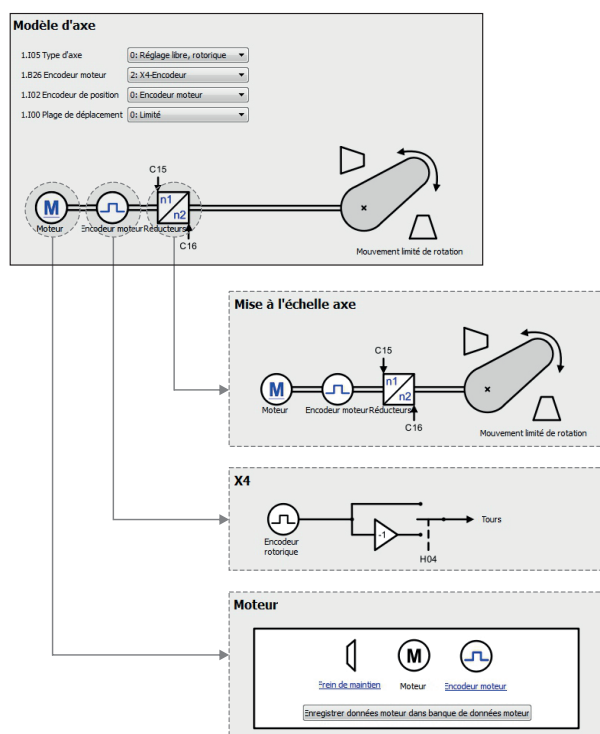 Modèle d'axe
1.I05 Type d'axe 0: Réglage libre, rotorique
1.B26 Encodeur moteur 2: X4-Encodeur
1.I02 Encodeur de position 0: Encodeur moteur
1.I00 Plage de déplacement 0: Limité
C15
M n1 n2
Moteur Encodeur moteur Réducteurs
C16
Mouvement limité de rotation
Mise à l'échelle axe
C15
M n1 n2
Moteur Encodeur moteur Réducteurs
C16
Mouvement limité de rotation
X4
Encodeur rotorique
-1
Tours
H04
Moteur
M
Frein de maintien Moteur Encodeur moteur
Enregistrer données moteur dans banque de données moteur